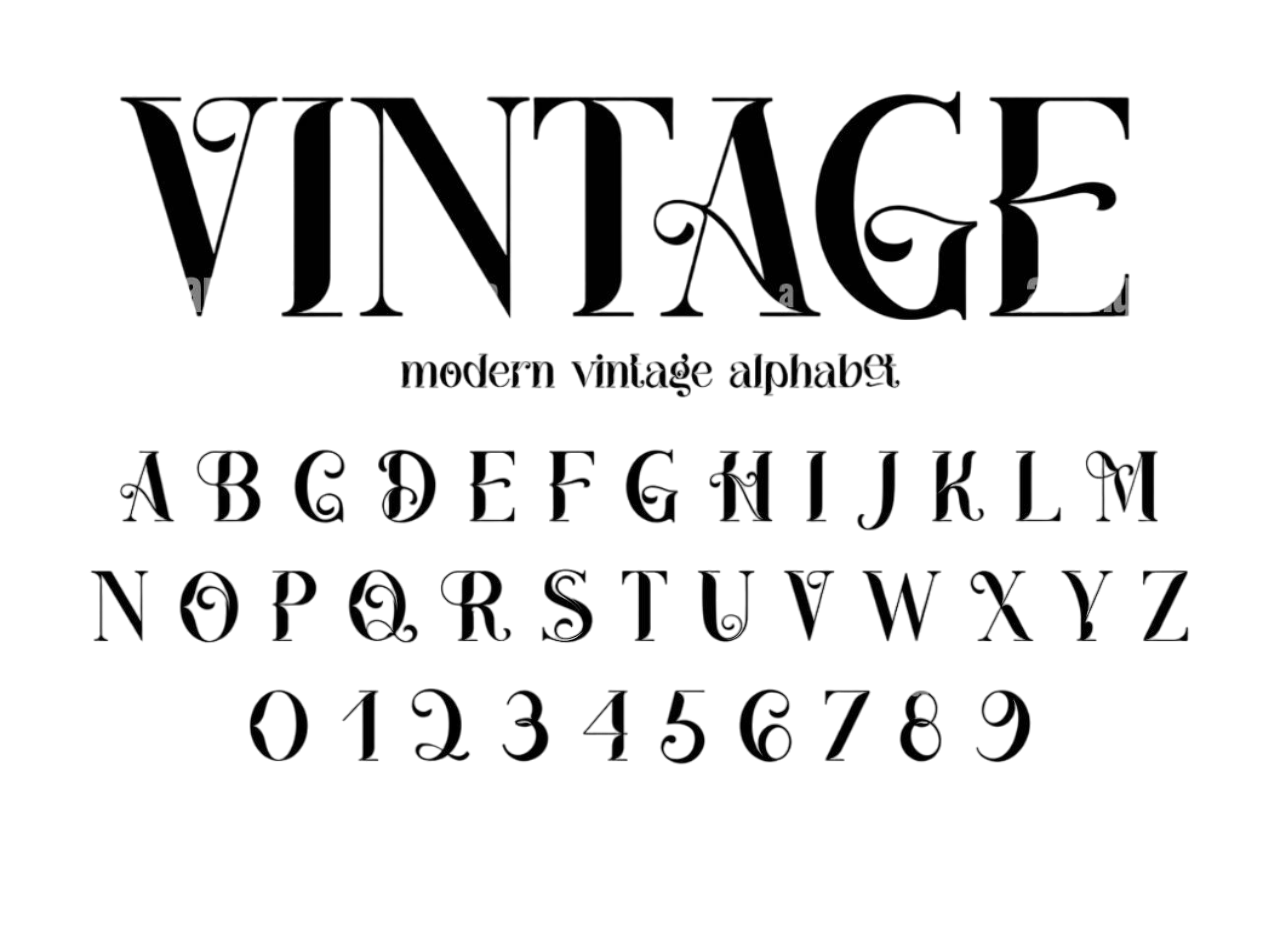 VINTAGE
modern vintage alphabet
A B C D E F G H I J K L M
N O P Q R S T U V W X Y Z
0 1 2 3 4 5 6 7 8 9